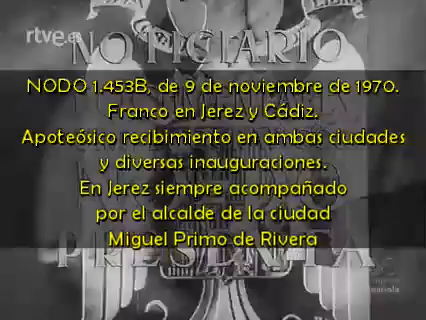 rtve.es
NOTICIARIO
NODO 1.453B, de 9 de noviembre de 1970.
Franco en Jerez y Cádiz.
Apoteósico recibimiento en ambas ciudades
y diversas inauguraciones.
En Jerez siempre acompañado
por el alcalde de la ciudad
Miguel Primo de Rivera
PRESENTA